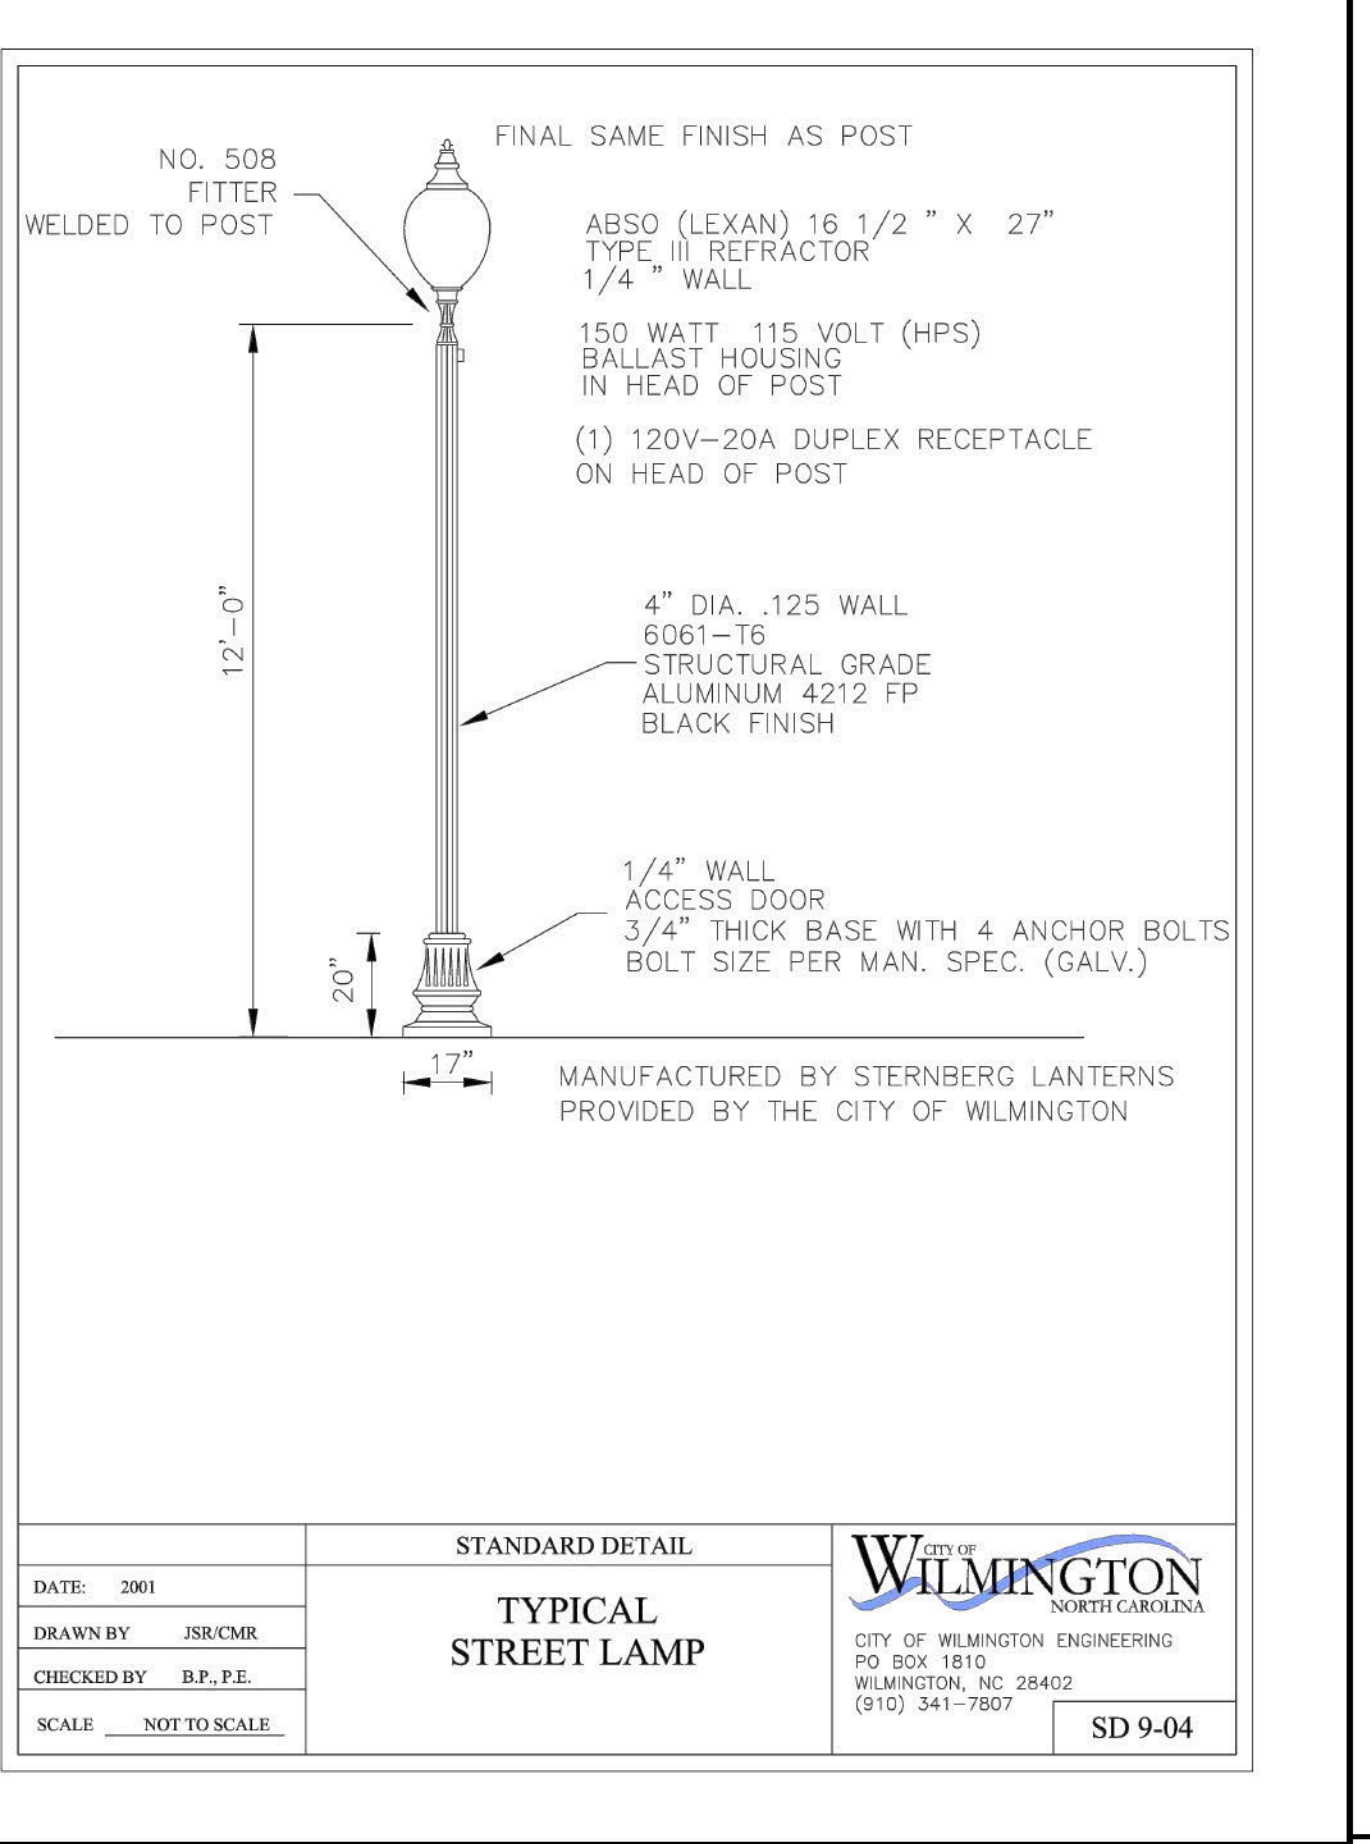 FINAL SAME FINISH AS POST
NO. 508
FITTER
WELDED TO POST
ABSO (LEXAN) 16 1/2 " X 27"
TYPE III REFRACTOR
1/4 " WALL
150 WATT 115 VOLT (HPS)
BALLAST HOUSING
IN HEAD OF POST
(1) 120V-20A DUPLEX RECEPTACLE
ON HEAD OF POST
12'-0"
4" DIA. .125 WALL
6061-T6
STRUCTURAL GRADE
ALUMINUM 4212 FP
BLACK FINISH
1/4" WALL
ACCESS DOOR
3/4" THICK BASE WITH 4 ANCHOR BOLTS
BOLT SIZE PER MAN. SPEC. (GALV.)
20"
17"
MANUFACTURED BY STERNBERG LANTERNS
PROVIDED BY THE CITY OF WILMINGTON
DATE: 2001
DRAWN BY JSR/CMR
CHECKED BY B.P., P.E.
SCALE NOT TO SCALE
STANDARD DETAIL
TYPICAL
STREET LAMP
CITY OF
WILMINGTON
NORTH CAROLINA
CITY OF WILMINGTON ENGINEERING
PO BOX 1810
WILMINGTON, NC 28402
(910) 341-7807
SD 9-04